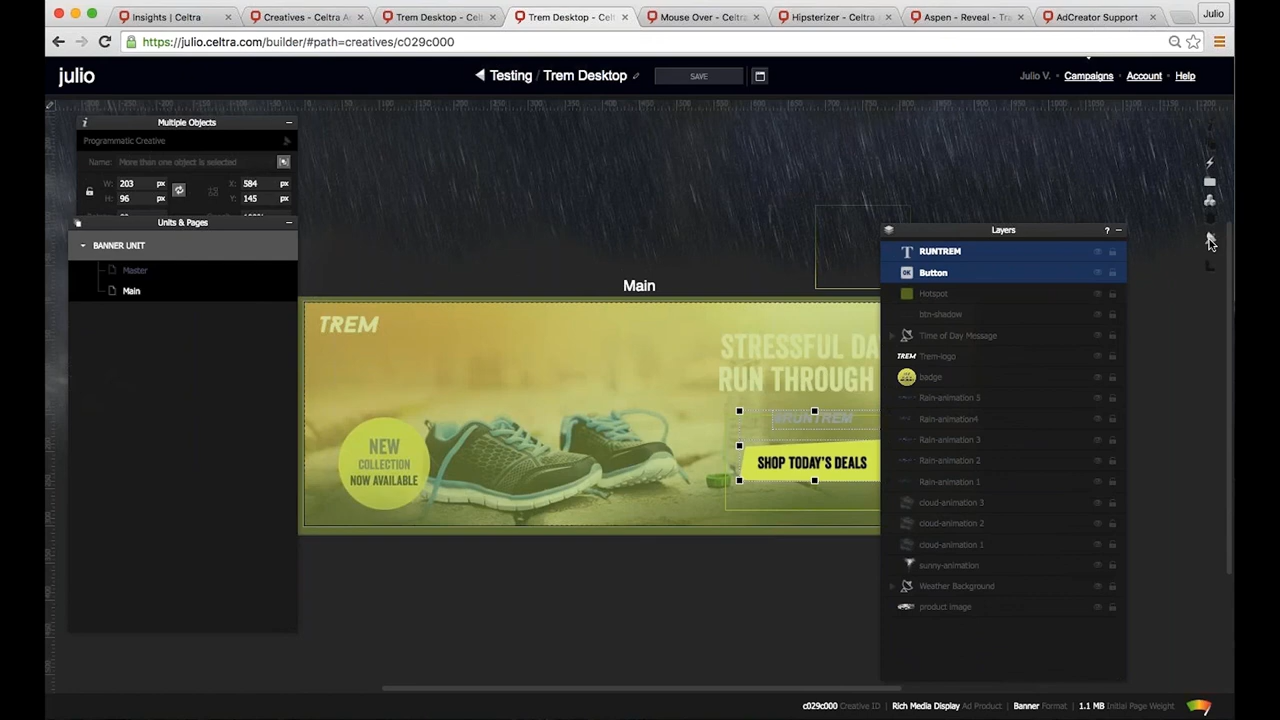 Insights | Celtra
Creatives - Celtra A
Trem Desktop - Celt
Trem Desktop - Cel
Mouse Over - Celtra
Hipsterizer - Celtra A
Aspen - Reveal - Tra
AdCreator Support
Julio
https://julio.celtra.com/builder/#path=creatives/c029c000
julio
Testing / Trem Desktop
SAVE
Julio V.
Campaigns
Account
Help
Multiple Objects
Programmatic Creative
Name: More than one object is selected
W: 203 px X: 584 px
H: 96 px Y: 145 px
Units & Pages
BANNER UNIT
Master
Main
Main
TREM
STRESSFUL DA
RUN THROUGH
#RUNTREM
SHOP TODAY'S DEALS
NEW
COLLECTION
NOW AVAILABLE
Layers ?
RUNTREM
OK Button
Hotspot
btn-shadow
Time of Day Message
TREM Trem-logo
badge
Rain-animation 5
Rain-animation4
Rain-animation 3
Rain-animation 2
Rain-animation 1
cloud-animation 3
cloud-animation 2
cloud-animation 1
sunny-animation
Weather Background
product image
c029c000 Creative ID Rich Media Display Ad Product Banner Format 1.1 MB Initial Page Weight